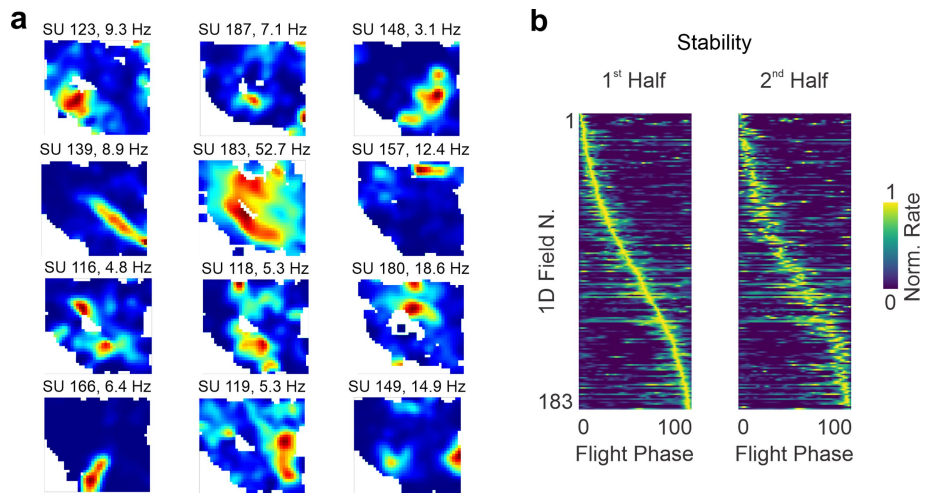 a
SU 123, 9.3 Hz
SU 187, 7.1 Hz
SU 148, 3.1 Hz
SU 139, 8.9 Hz
SU 183, 52.7 Hz
SU 157, 12.4 Hz
SU 116, 4.8 Hz
SU 118, 5.3 Hz
SU 180, 18.6 Hz
SU 166, 6.4 Hz
SU 119, 5.3 Hz
SU 149, 14.9 Hz
b
Stability
1st Half
2nd Half
1
183
1D Field N.
0
100
Flight Phase
0
100
Flight Phase
1
0
Norm. Rate